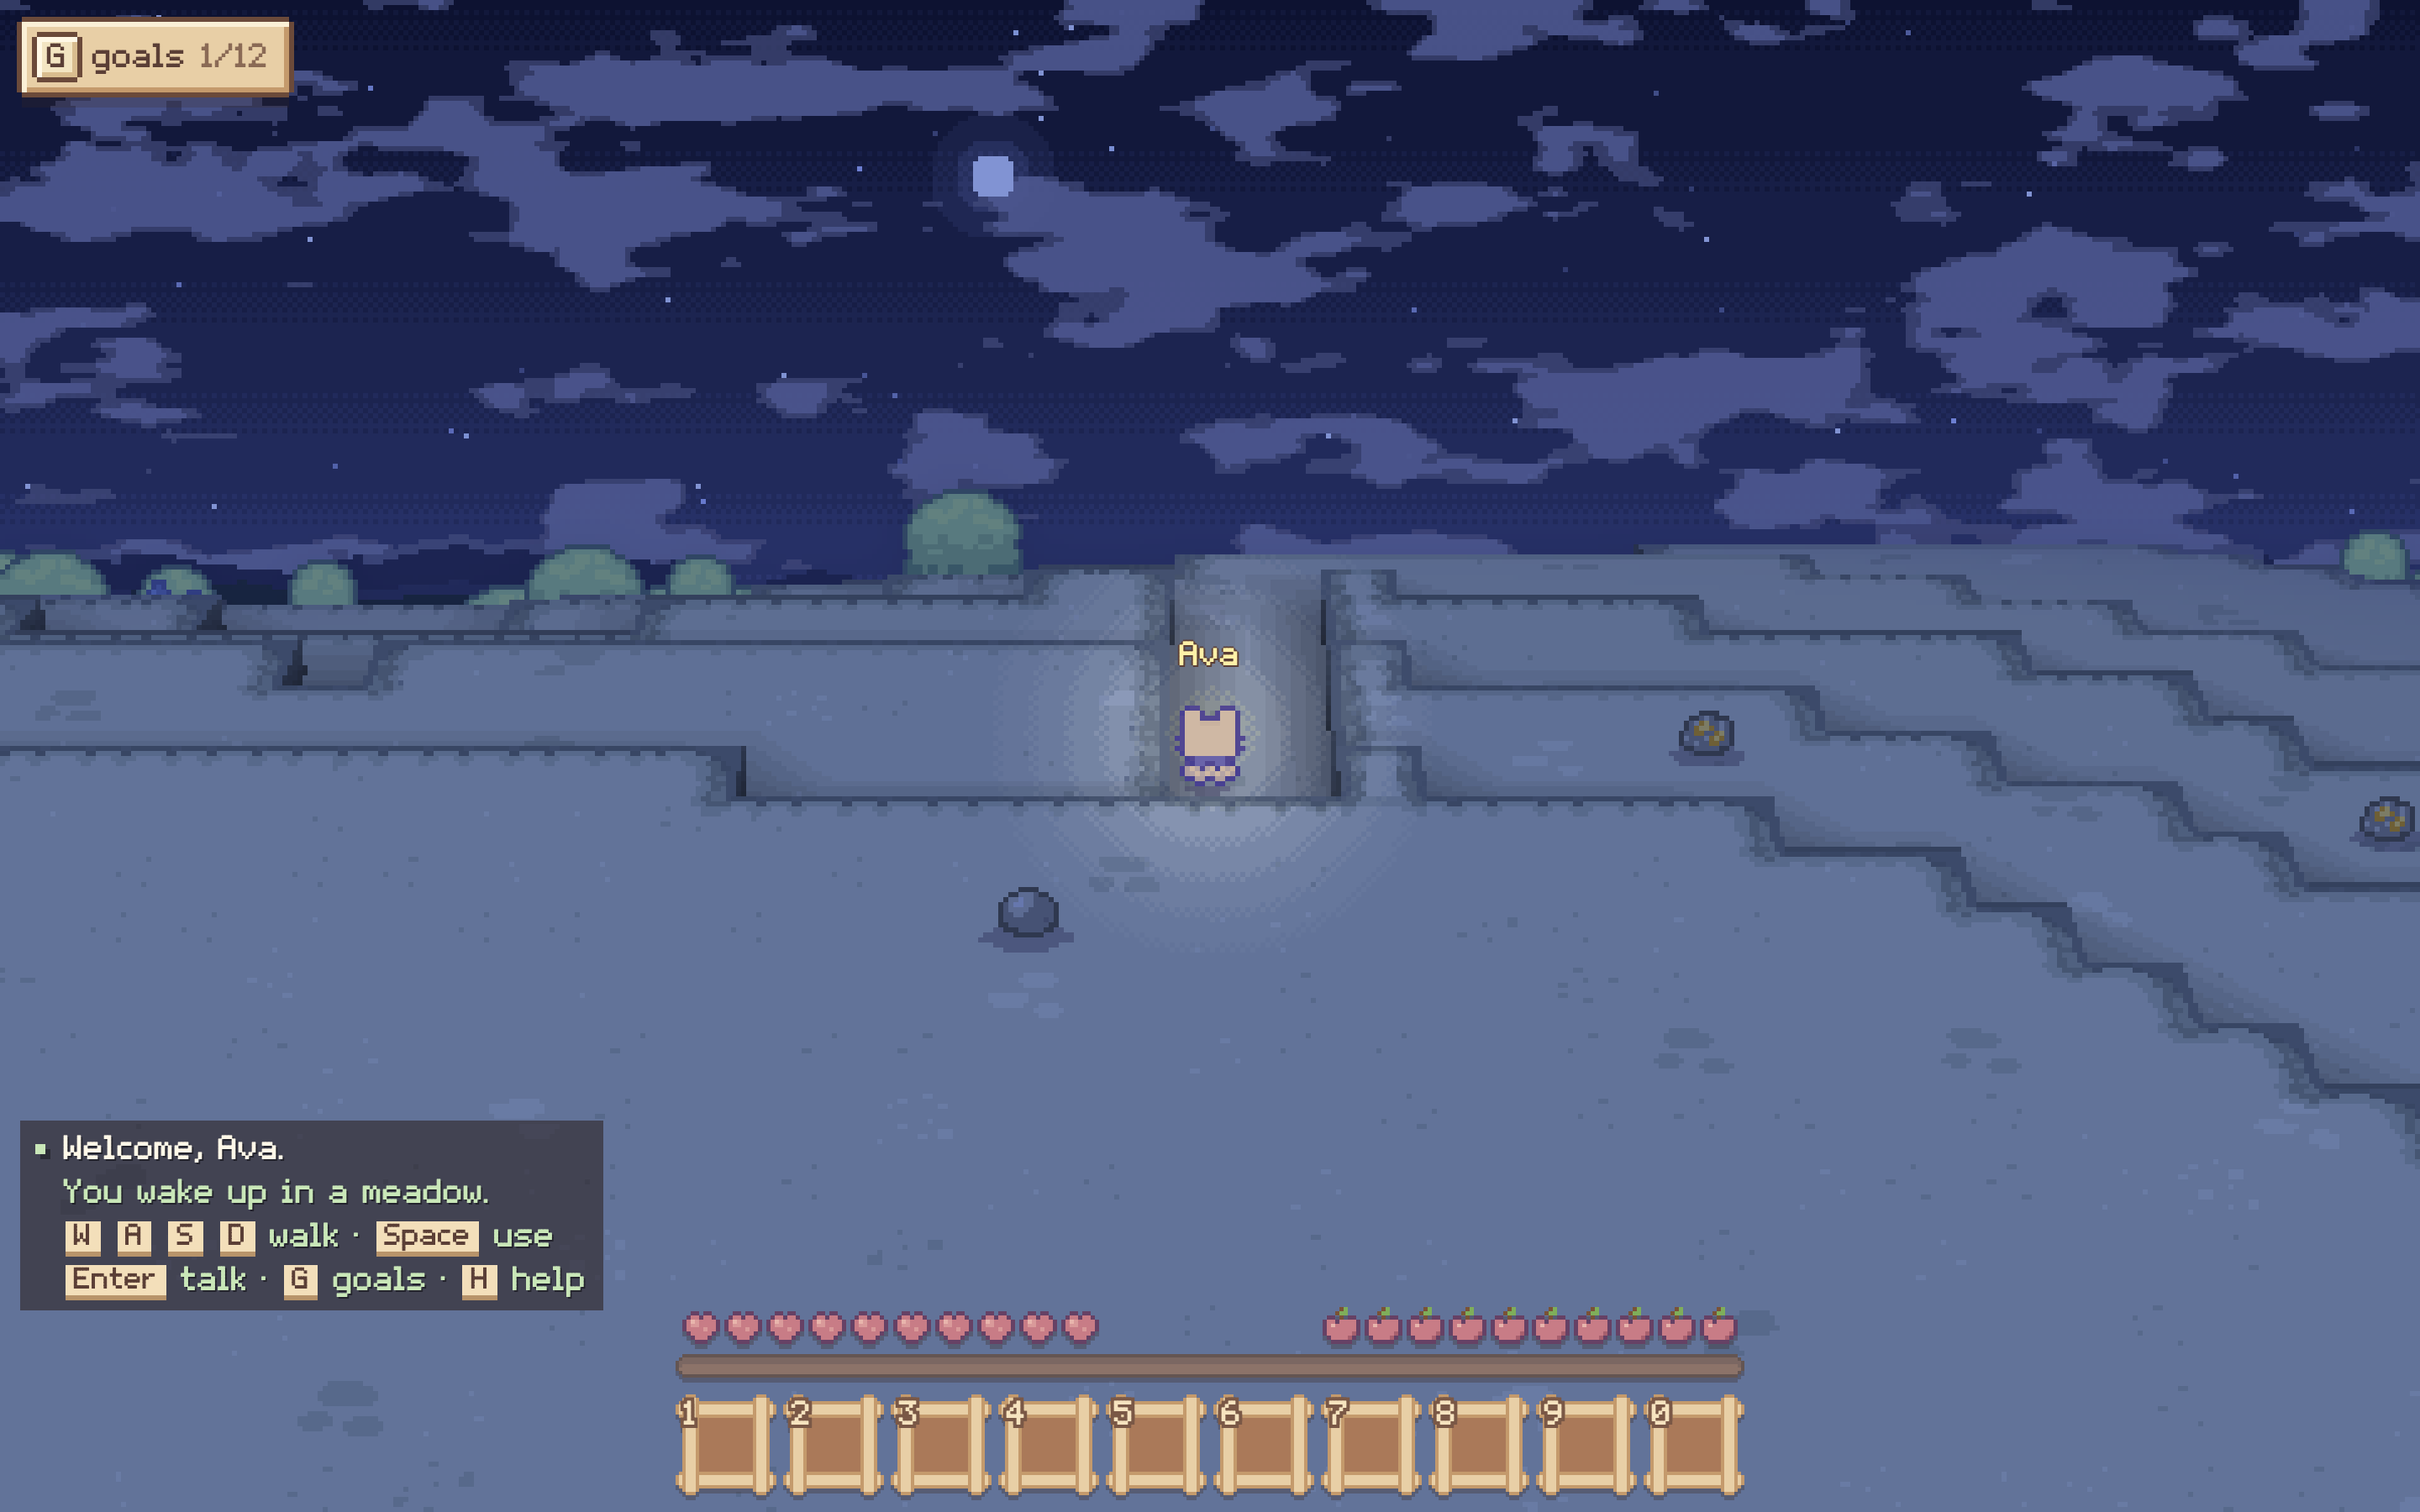 G goals 1/12
Ava
Welcome, Ava.
You wake up in a meadow.
W A S D walk · Space use
Enter talk · G goals · H help
1 2 3 4 5 6 7 8 9 0